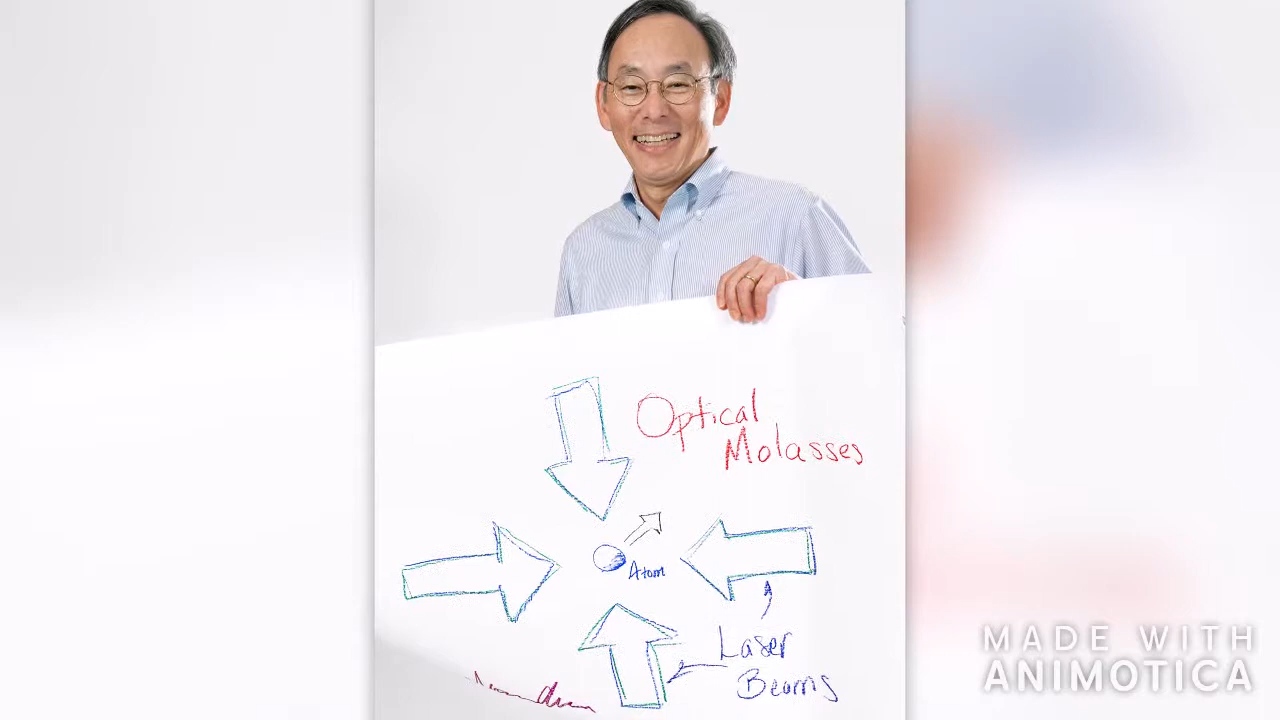 Optical
Molasses
Atom
Laser
Beams
MADE WITH
ANIMOTICA